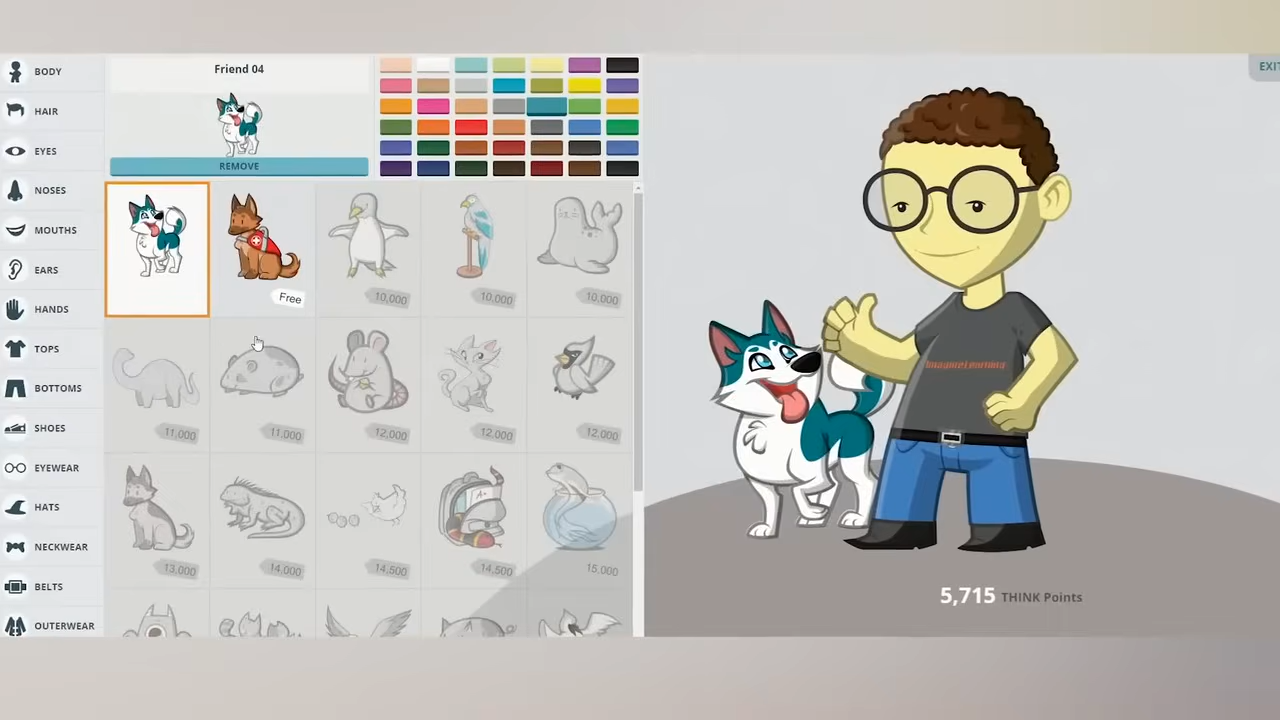 BODY
HAIR
EYES
NOSES
MOUTHS
EARS
HANDS
TOPS
BOTTOMS
SHOES
EYEWEAR
HATS
NECKWEAR
BELTS
OUTERWEAR
Friend 04
REMOVE
Free
10,000
10,000
10,000
11,000
11,000
12,000
12,000
12,000
13,000
14,000
14,500
A+
14,500
15,000
EXIT
ImagineLearning
5,715 THINK Points